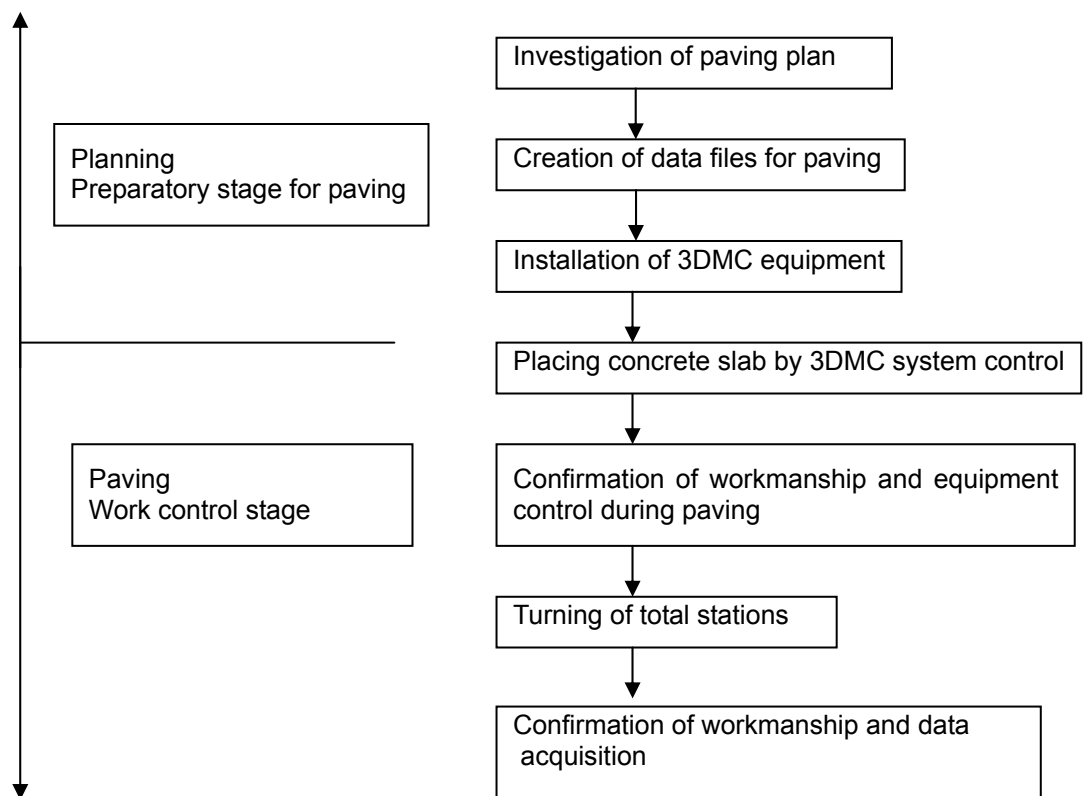 Investigation of paving plan
Planning
Preparatory stage for paving
Creation of data files for paving
Installation of 3DMC equipment
Placing concrete slab by 3DMC system control
Paving
Work control stage
Confirmation of workmanship and equipment
control during paving
Turning of total stations
Confirmation of workmanship and data
acquisition